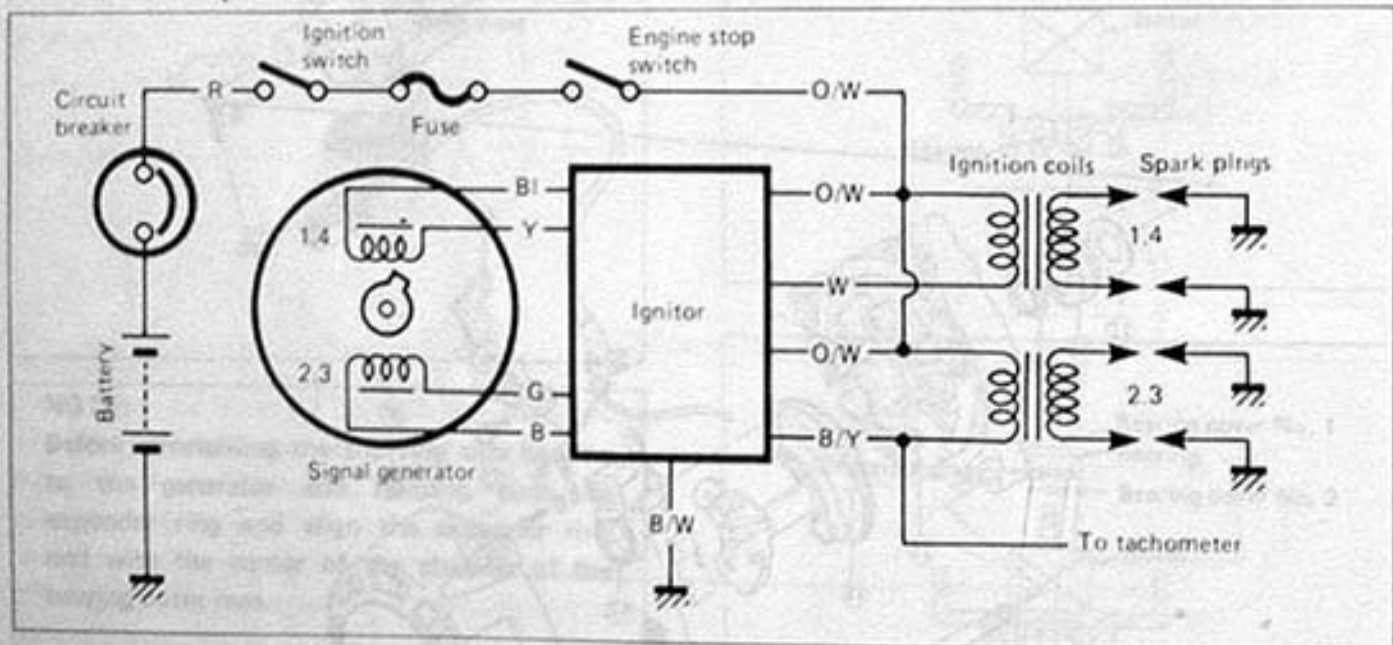 Ignition
switch
Engine stop
switch
Circuit
breaker
R
Fuse
O/W
Ignition coils
Spark plrigs
Bl
O/W
1.4
Y
1.4
W
Ignitor
Battery
O/W
2.3
G
2.3
B
B/Y
Signal generator
B/W
To tachometer